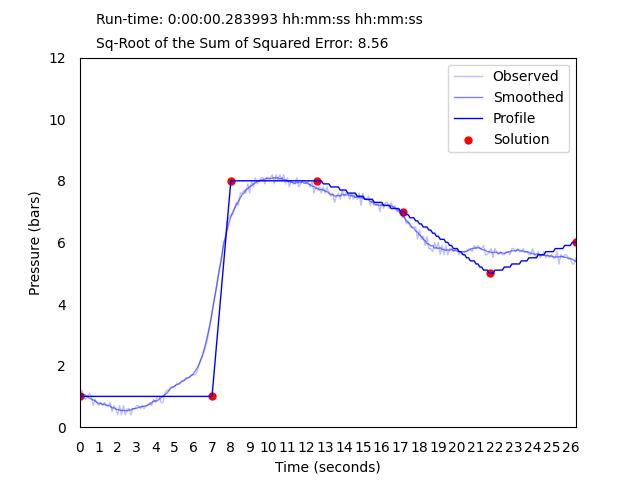 Run-time: 0:00:00.283993 hh:mm:ss hh:mm:ss
Sq-Root of the Sum of Squared Error: 8.56
12
10
8
6
4
2
0
Pressure (bars)
Observed
Smoothed
Profile
Solution
0 1 2 3 4 5 6 7 8 9 10 11 12 13 14 15 16 17 18 19 20 21 22 23 24 25 26
Time (seconds)